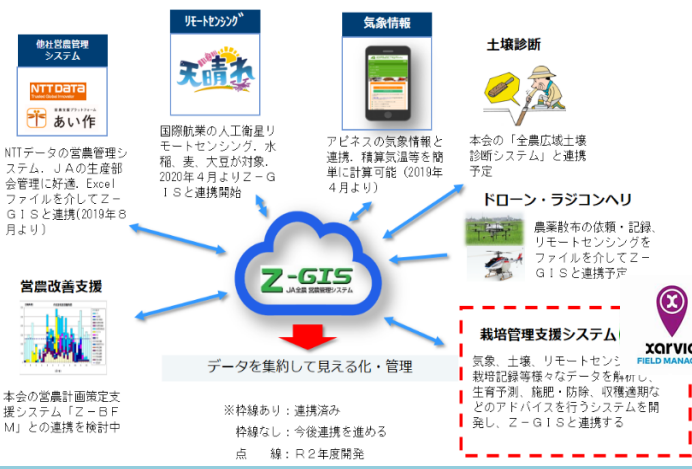 他社営農管理
システム
NTT DATA
Trusted Global Innovator
あい作
NTTデータの営農管理シ
ステム．ＪＡの生産部
会管理に好適．Excel
ファイルを介してＺ－
ＧＩＳと連携(2019年８
月より)
リモートセンシング
天晴れ
国際航業の人工衛星リ
モートセンシング．水
稲、麦、大豆が対象．
2020年４月よりＺ－Ｇ
ＩＳと連携開始
気象情報
アピネスの気象情報と
連携．積算気温等を簡
単に計算可能（2019年
４月より）
土壌診断
本会の「全農広域土壌
診断システム」と連携
予定
ドローン・ラジコンヘリ
農薬散布の依頼・記録、
リモートセンシングを
ファイルを介してＺ－
ＧＩＳと連携予定
Z-GIS
JA全農 営農管理システム
営農改善支援
本会の営農計画策定支
援システム「Ｚ－ＢＦ
Ｍ」との連携を検討中
データを集約して見える化・管理
※枠線あり：連携済み
枠線なし：今後連携を進める
点　　線：Ｒ２年度開発
栽培管理支援システム
xarvio
FIELD MANAG
気象、土壌、リモートセンシ
栽培記録等様々なデータを解析し、
生育予測、施肥・防除、収穫適期な
どのアドバイスを行うシステムを開
発し、Ｚ－ＧＩＳと連携する